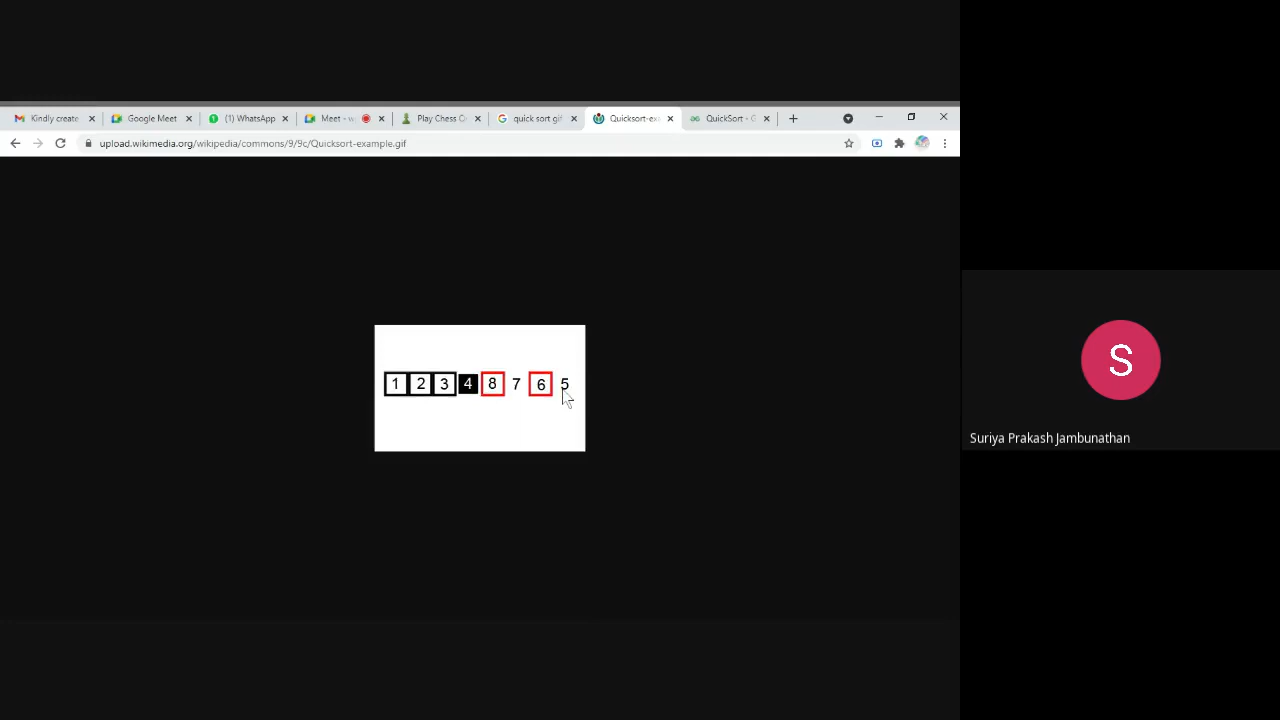 Kindly create
Google Meet
(1) WhatsApp
Meet - w
Play Chess O
quick sort gif
Quicksort-exa
QuickSort - G
upload.wikimedia.org/wikipedia/commons/9/9c/Quicksort-example.gif
1 2 3 4 8 7 6 5
S
Suriya Prakash Jambunathan